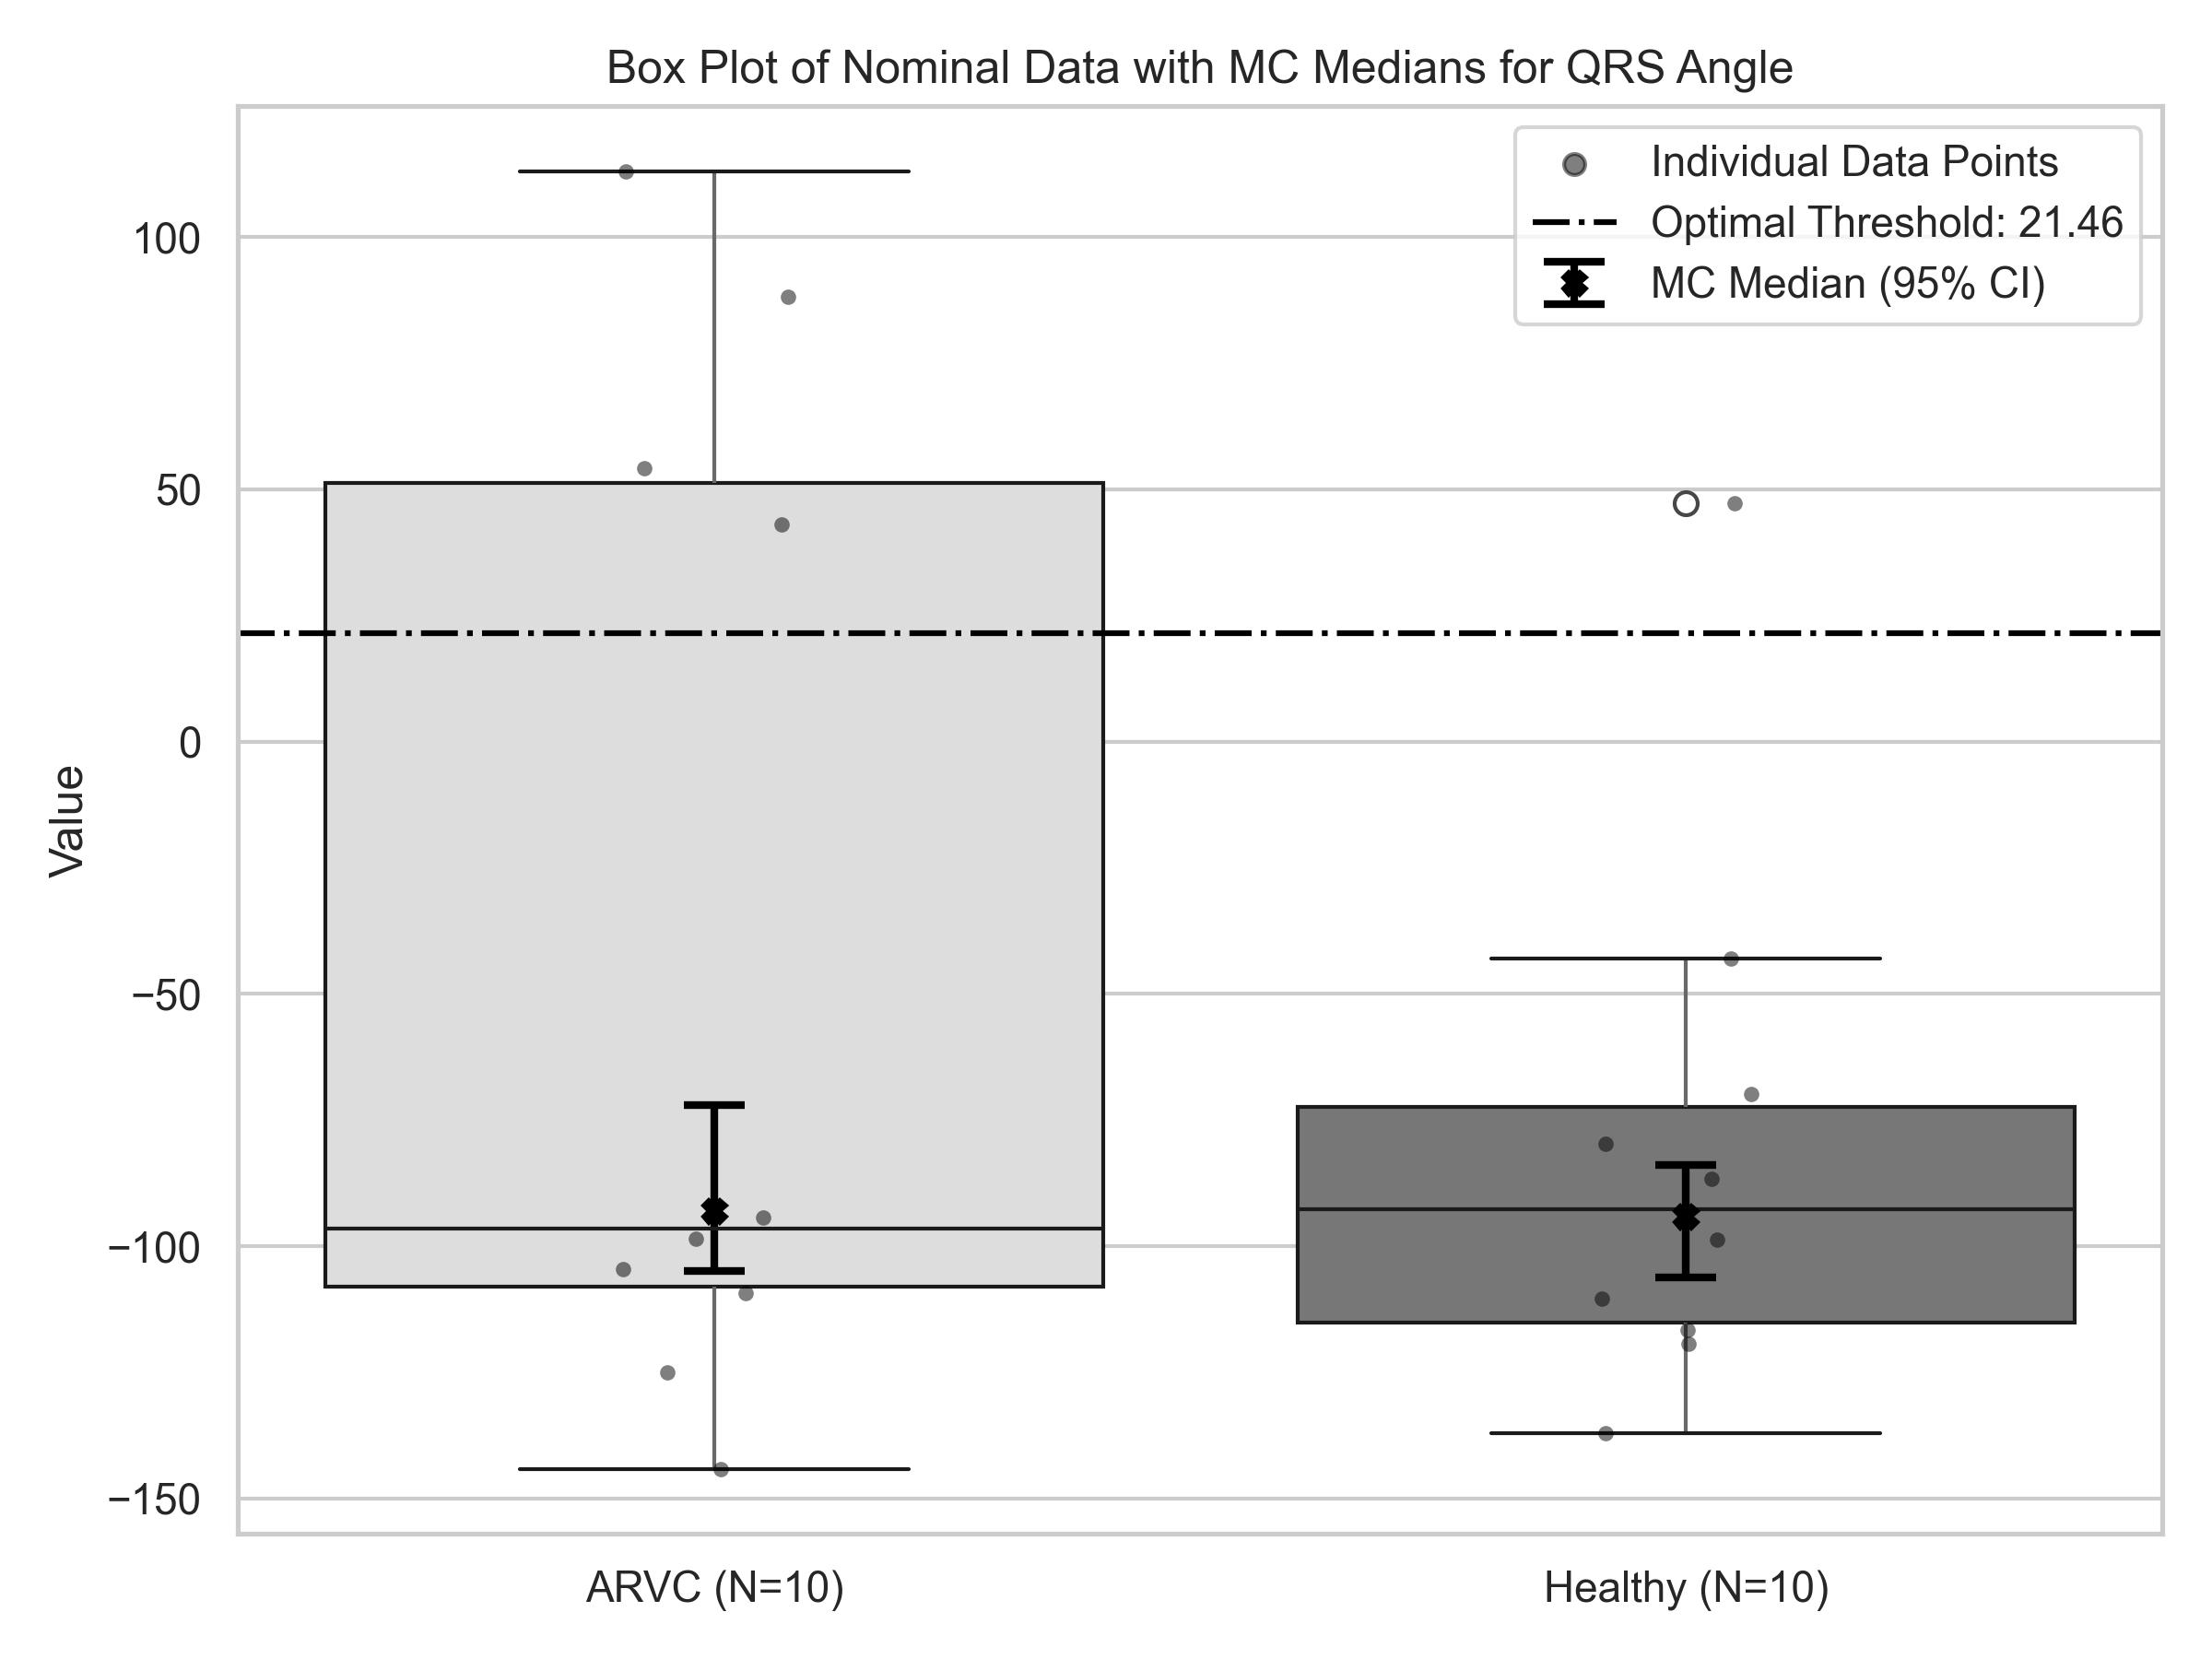 Box Plot of Nominal Data with MC Medians for QRS Angle
Individual Data Points
Optimal Threshold: 21.46
MC Median (95% CI)
Value
100
50
0
−50
−100
−150
ARVC (N=10)
Healthy (N=10)